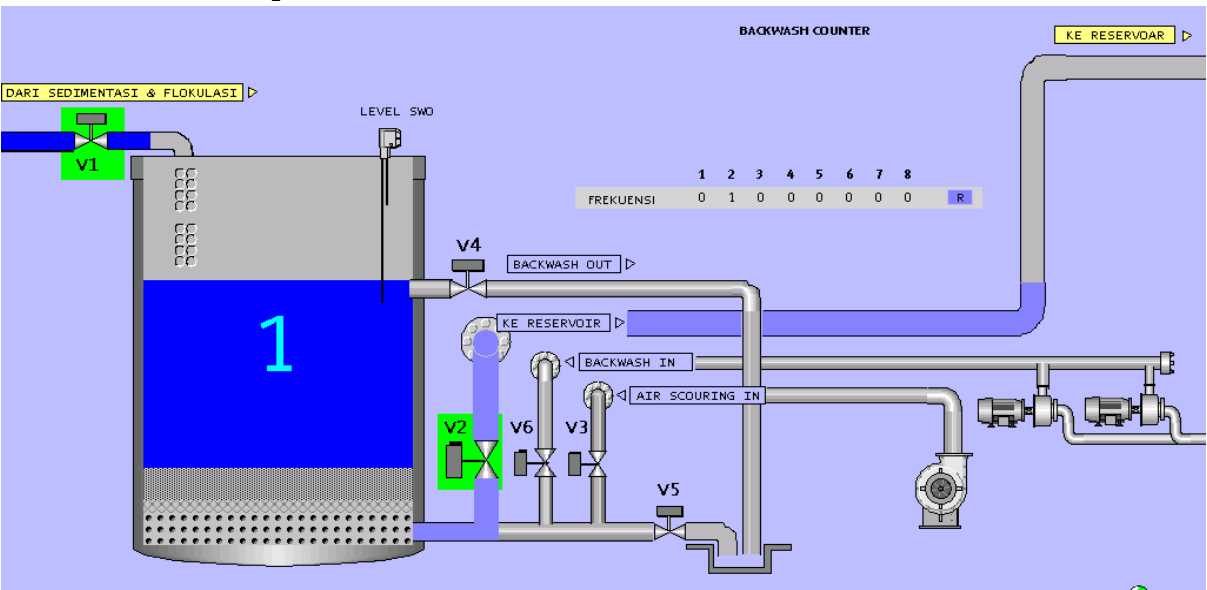 BACKWASH COUNTER
KE RESERVOAR
DARI SEDIMENTASI & FLOKULASI
LEVEL SWO
V1
1 2 3 4 5 6 7 8
FREKUENSI 0 1 0 0 0 0 0 0 R
V4
BACKWASH OUT
1
KE RESERVOIR
BACKWASH IN
AIR SCOURING IN
V2
V6
V3
V5